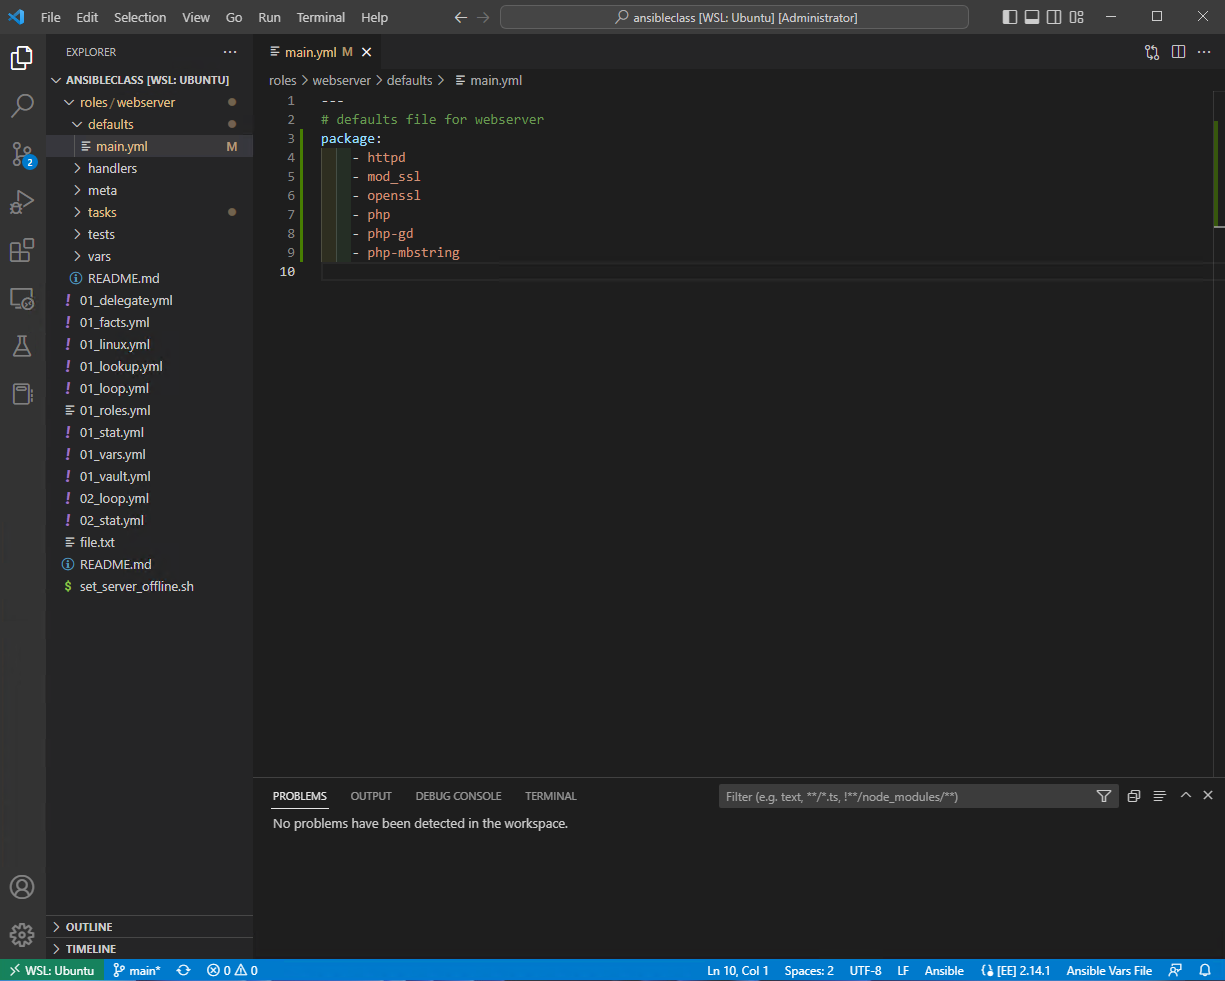 File Edit Selection View Go Run Terminal Help
ansibleclass [WSL: Ubuntu] [Administrator]
EXPLORER
ANSIBLECLASS [WSL: UBUNTU]
roles / webserver
defaults
main.yml M
handlers
meta
tasks
tests
vars
README.md
01_delegate.yml
01_facts.yml
01_linux.yml
01_lookup.yml
01_loop.yml
01_roles.yml
01_stat.yml
01_vars.yml
01_vault.yml
02_loop.yml
02_stat.yml
file.txt
README.md
set_server_offline.sh
OUTLINE
TIMELINE
2
main.yml M
roles > webserver > defaults > main.yml
1 ---
2 # defaults file for webserver
3 package:
4 - httpd
5 - mod_ssl
6 - openssl
7 - php
8 - php-gd
9 - php-mbstring
10
PROBLEMS OUTPUT DEBUG CONSOLE TERMINAL
Filter (e.g. text, **/*.ts, !**/node_modules/**)
No problems have been detected in the workspace.
WSL: Ubuntu main* 0 0 Ln 10, Col 1 Spaces: 2 UTF-8 LF Ansible [EE] 2.14.1 Ansible Vars File